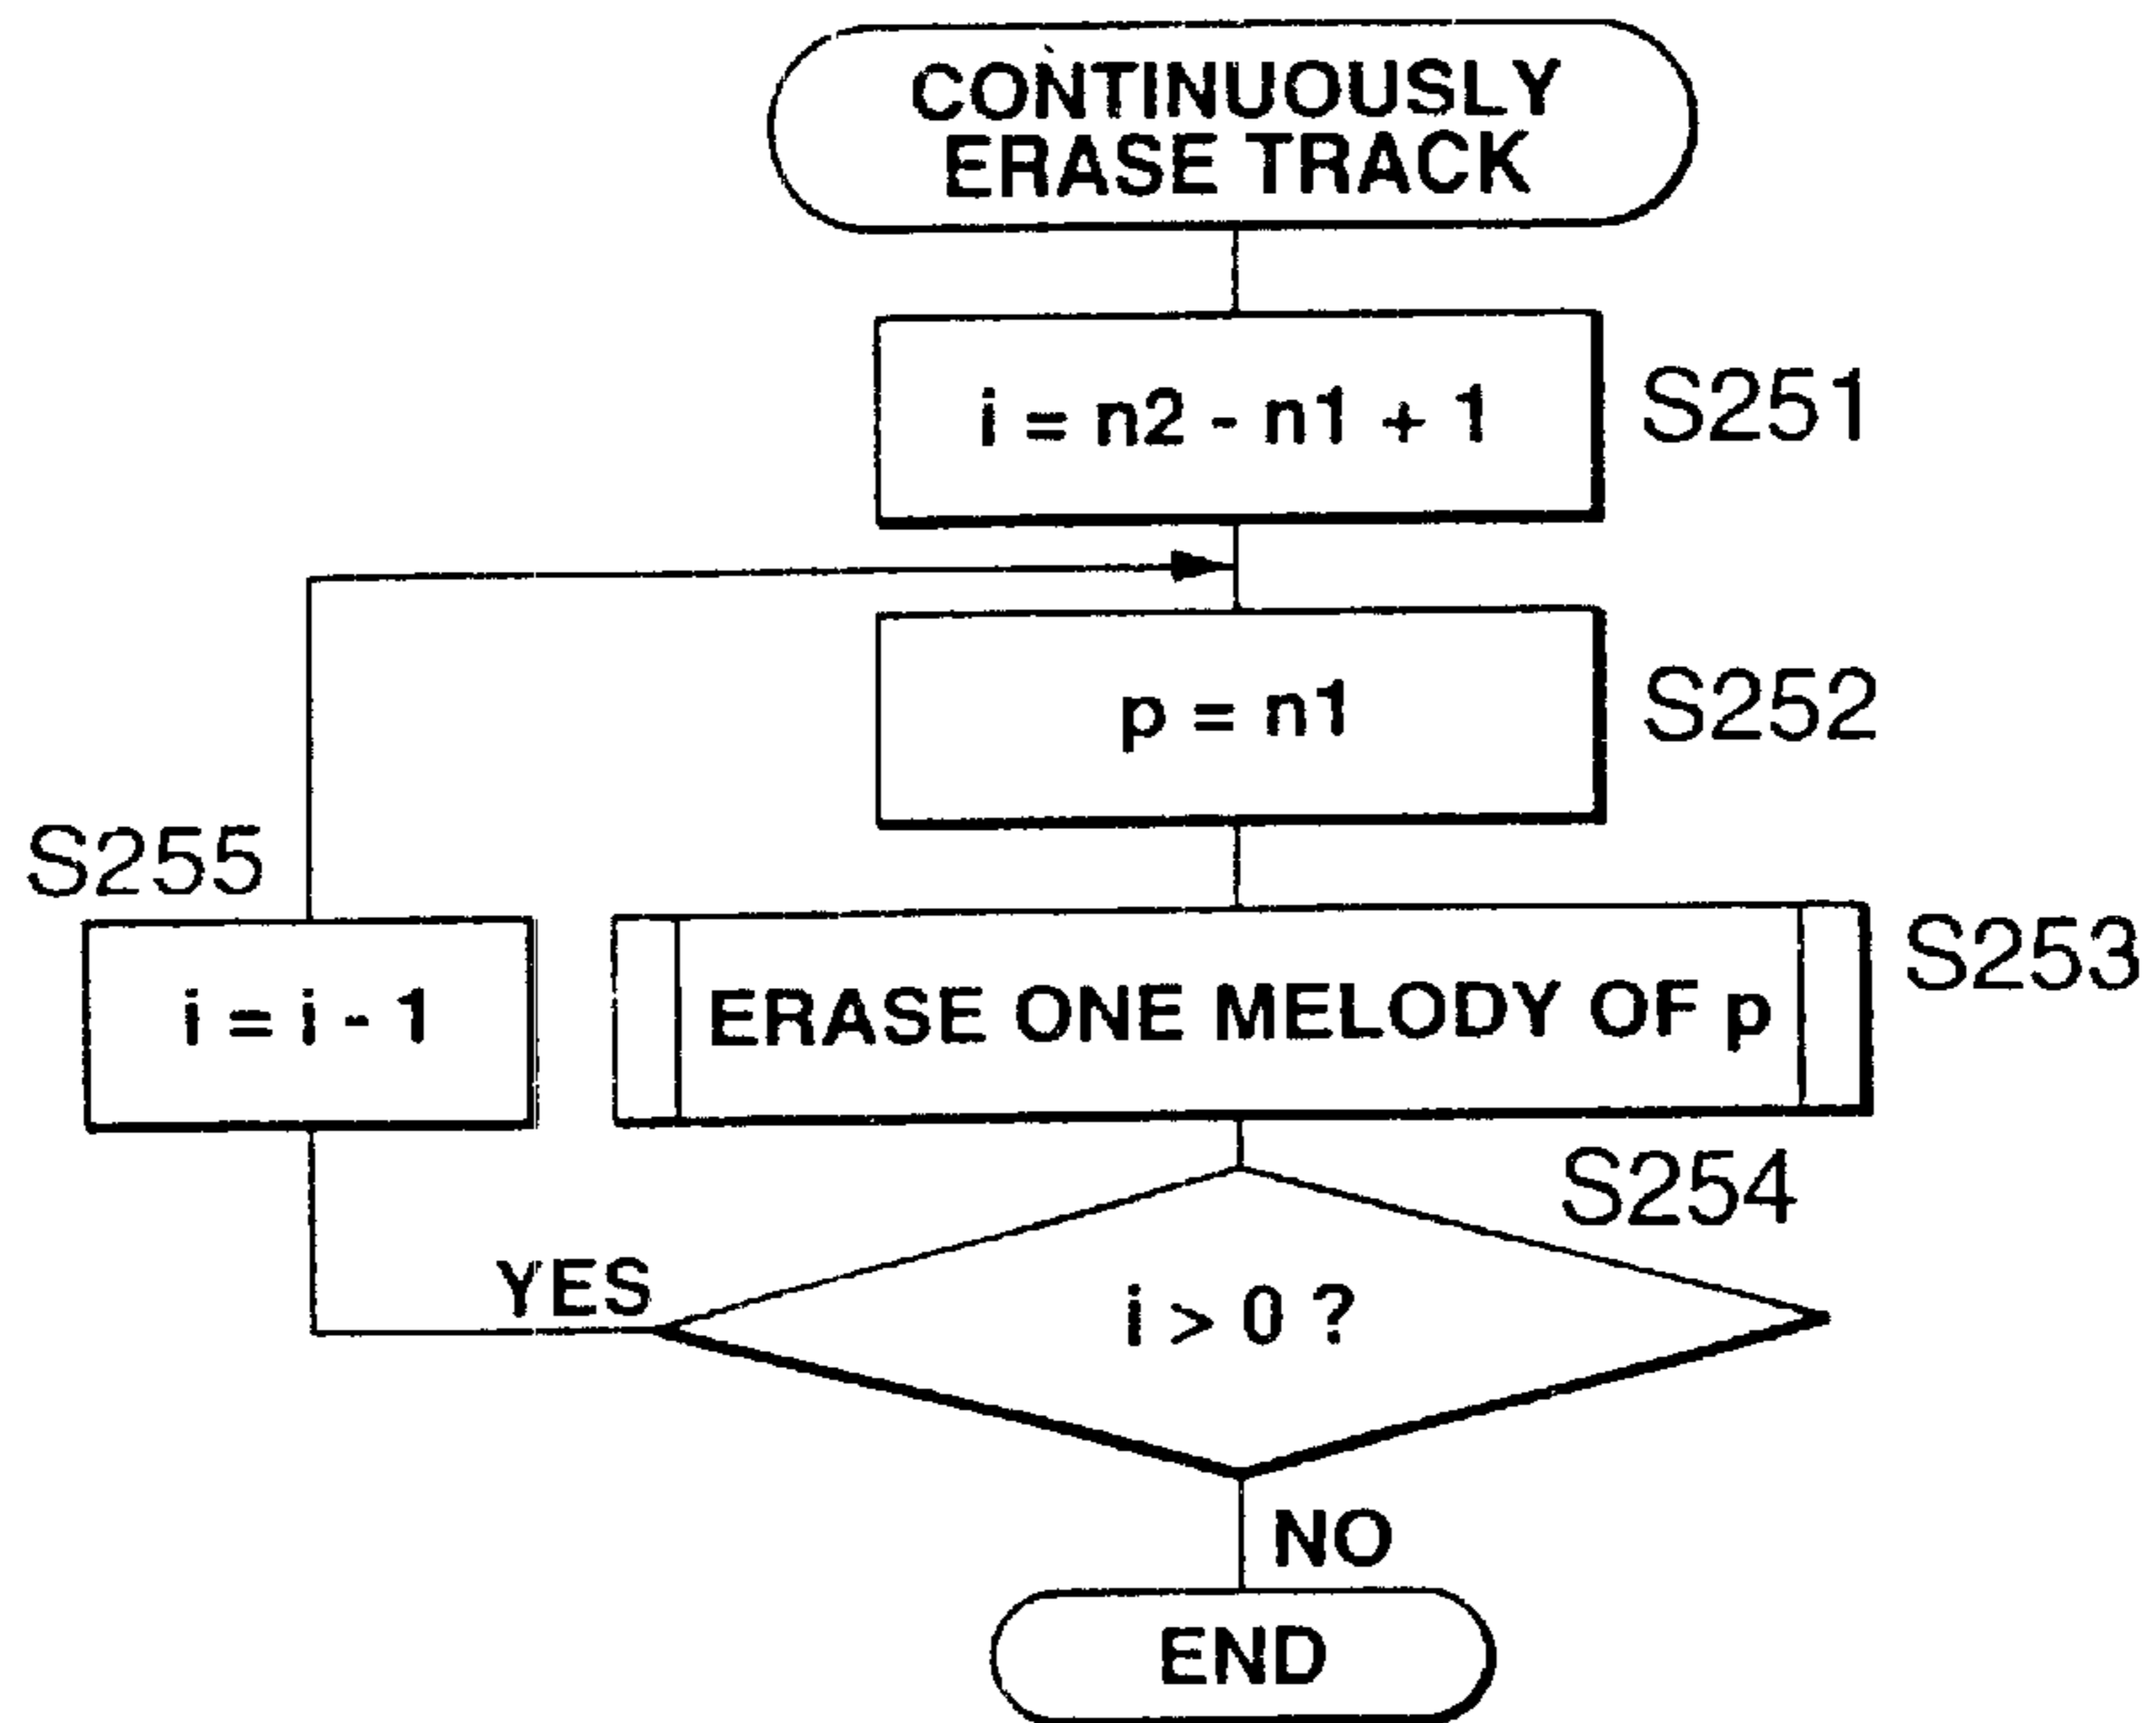 CONTINUOUSLY
ERASE TRACK
i = n2 - n1 + 1
S251
p = n1
S252
S255
i = i - 1
ERASE ONE MELODY OF p
S253
S254
YES
i > 0 ?
NO
END